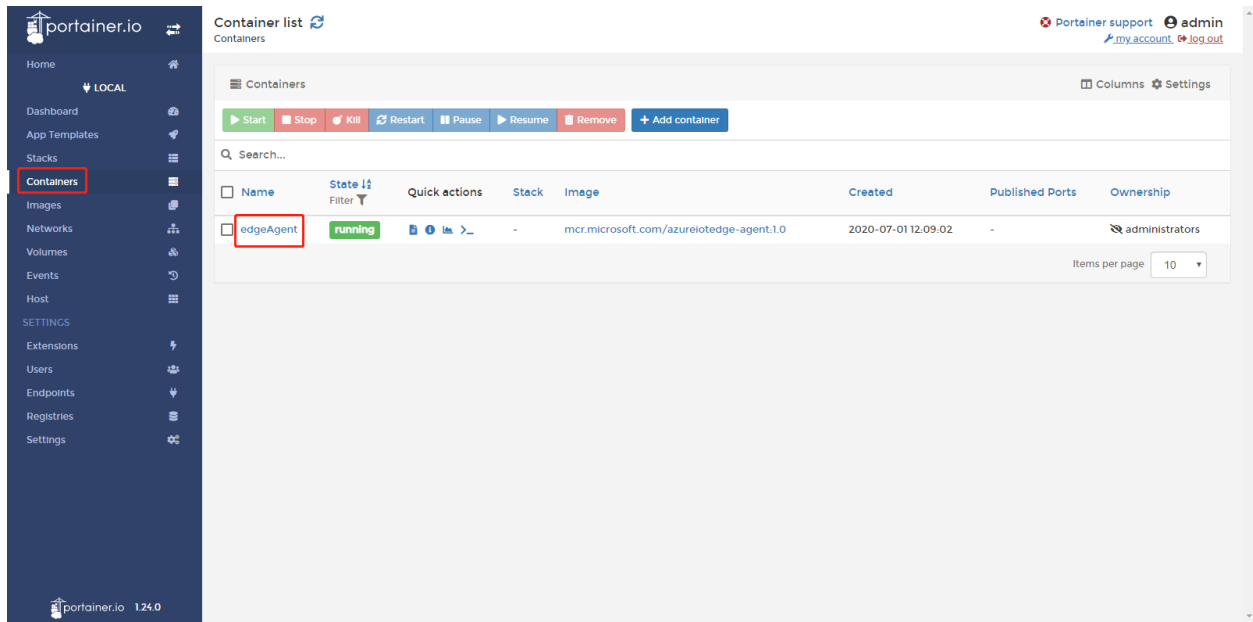 portainer.io
Home
LOCAL
Dashboard
App Templates
Stacks
Containers
Images
Networks
Volumes
Events
Host
SETTINGS
Extensions
Users
Endpoints
Registries
Settings
portainer.io 1.24.0
Container list
Containers
Portainer support admin
my account log out
Containers
Columns Settings
Start Stop Kill Restart Pause Resume Remove + Add container
Search...
Name State Filter Quick actions Stack Image Created Published Ports Ownership
edgeAgent running - mcr.microsoft.com/azureiotedge-agent:1.0 2020-07-01 12:09:02 - administrators
Items per page 10